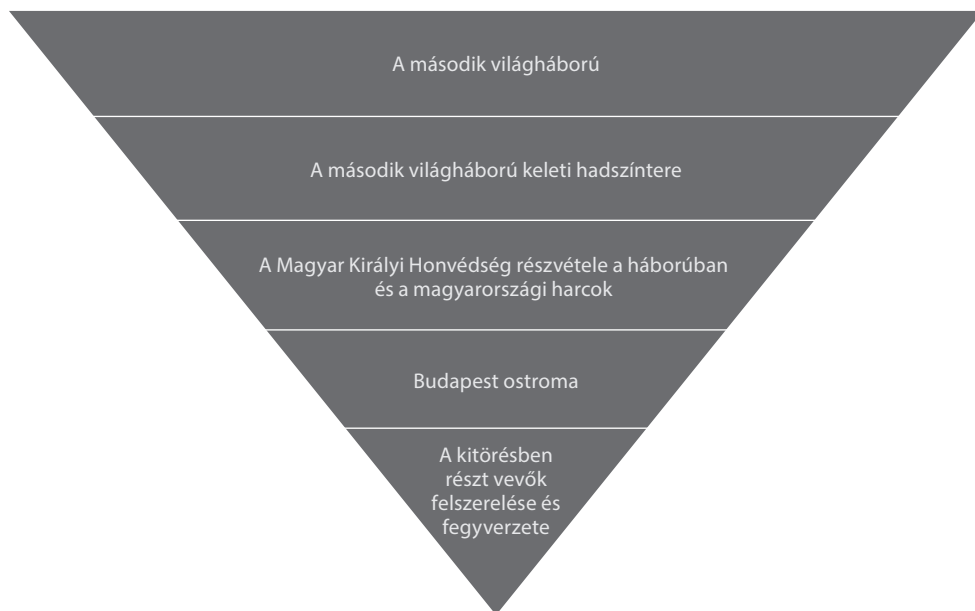 A második világháború
A második világháború keleti hadszíntere
A Magyar Királyi Honvédség részvétele a háborúban
és a magyarországi harcok
Budapest ostroma
A kitörésben
részt vevők
felszerelése és
fegyverzete